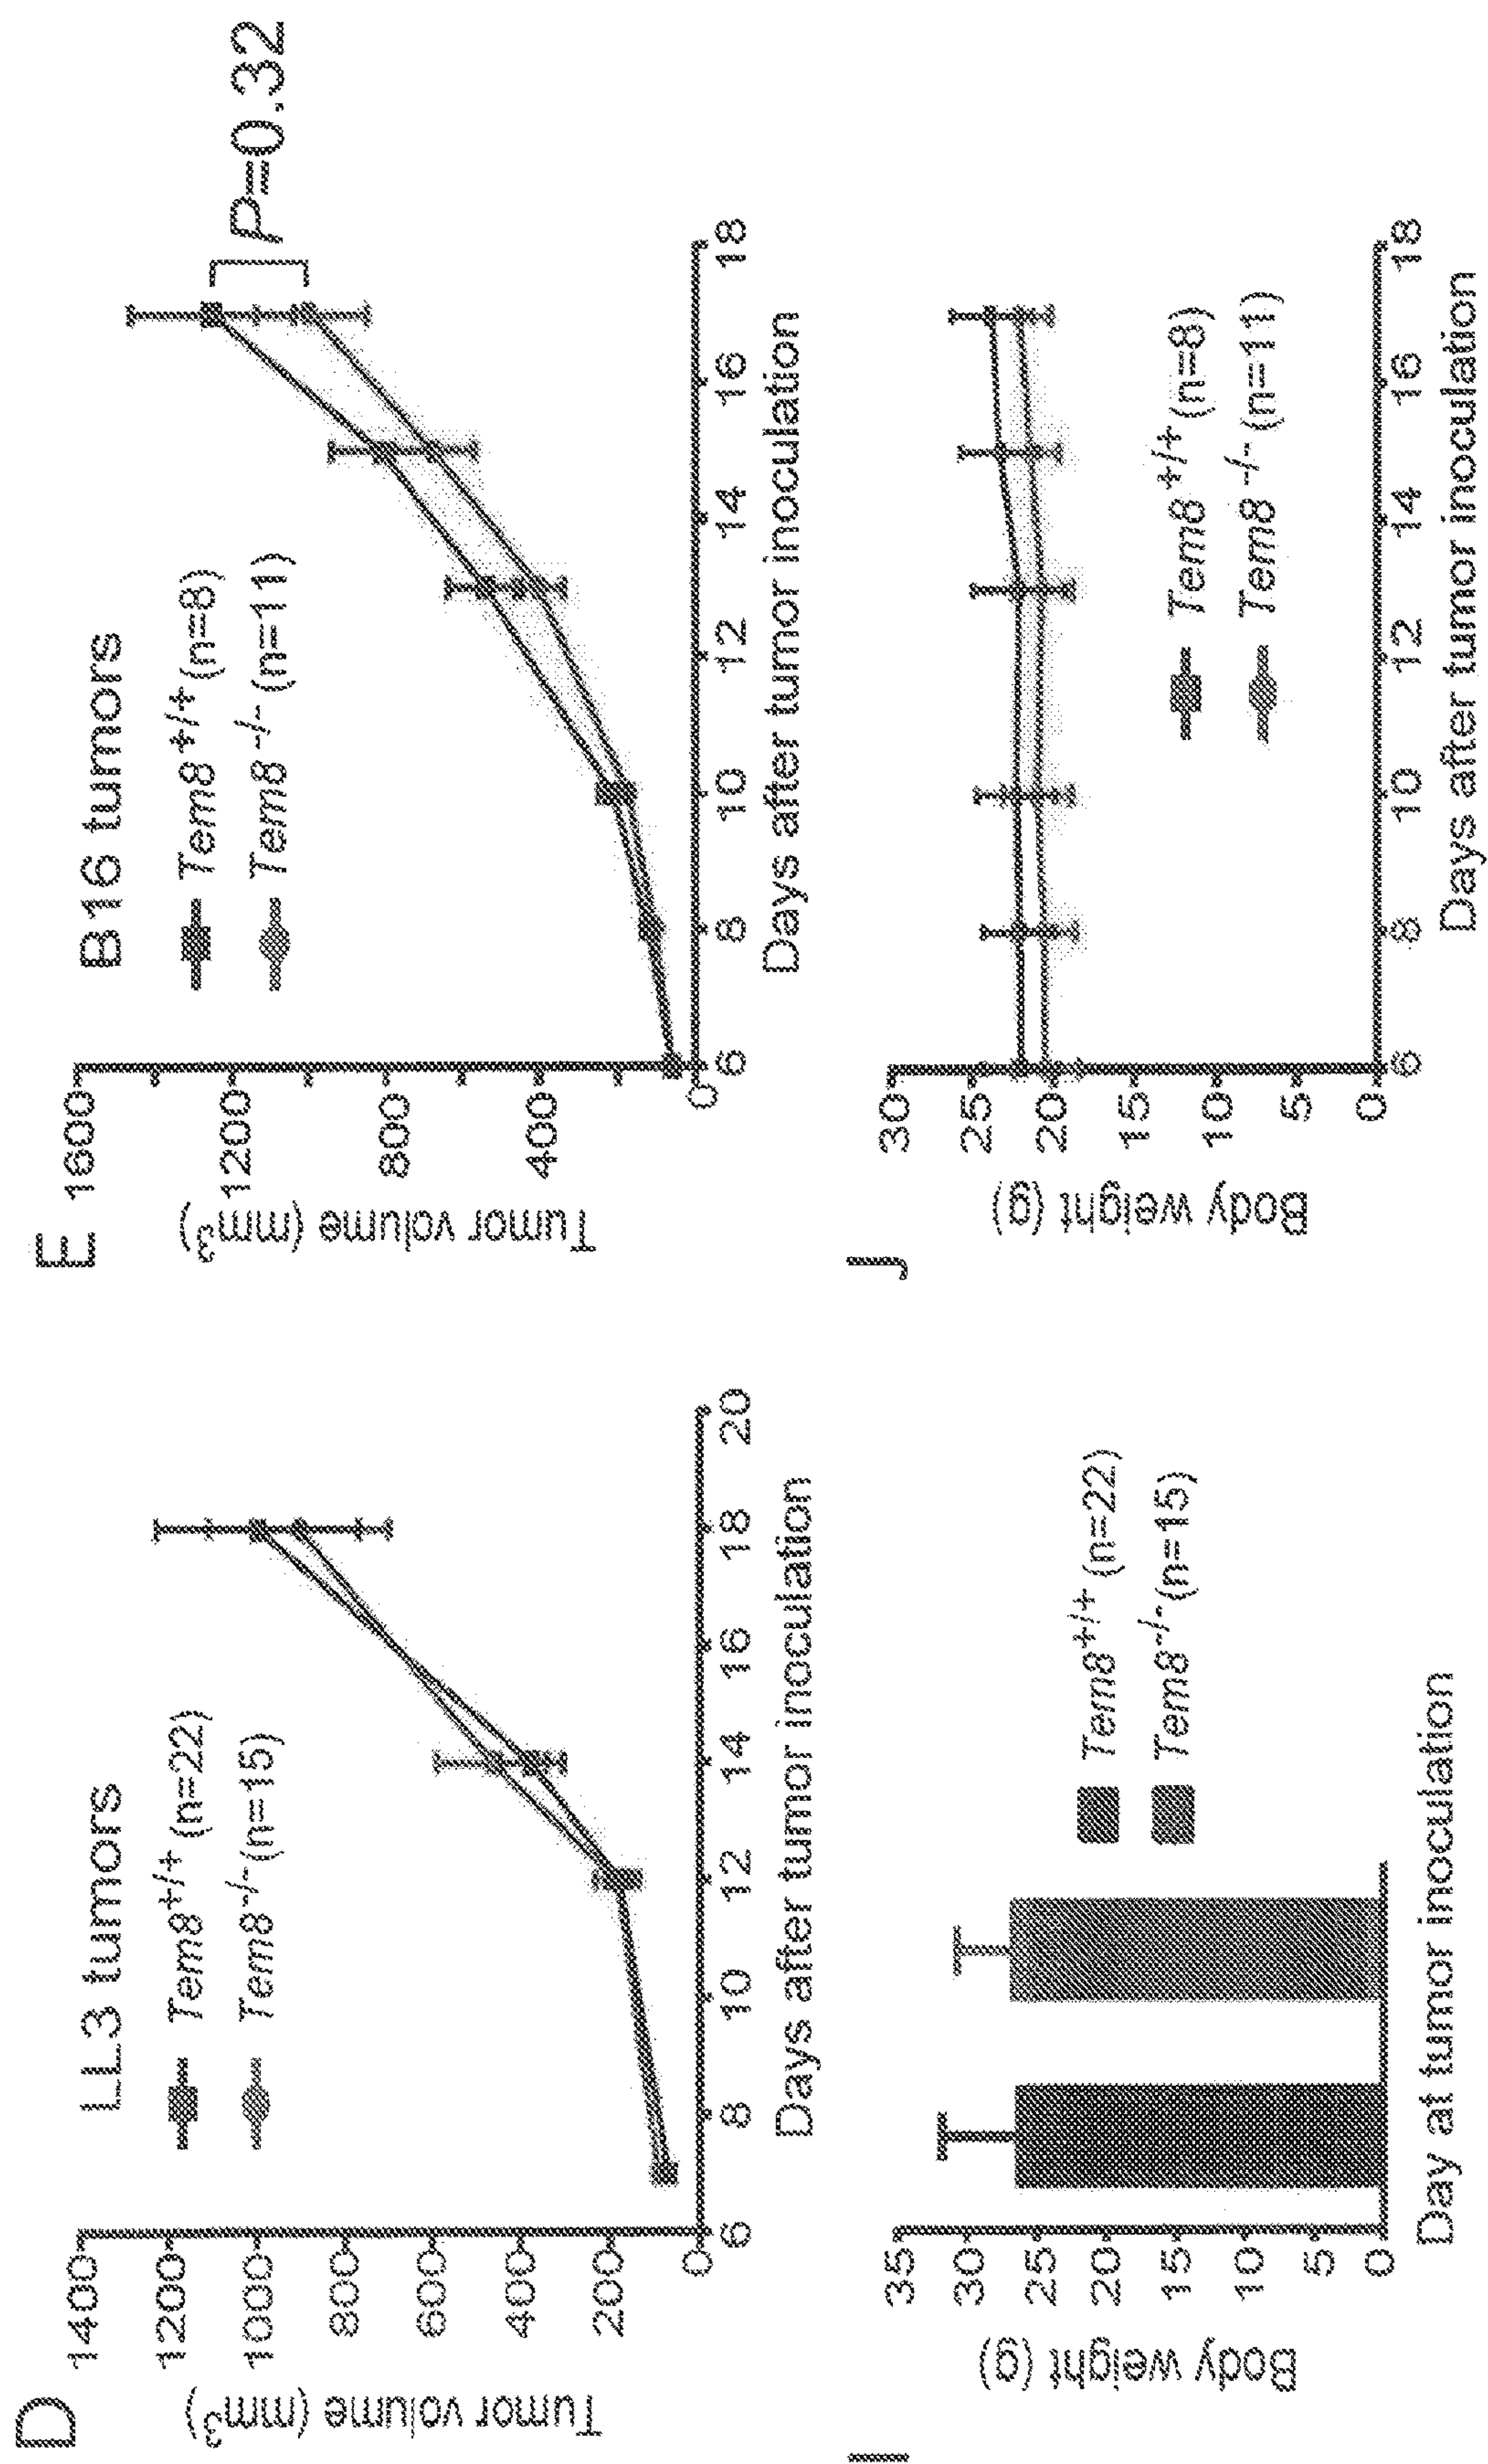 D
LL3 tumors
Tem8+/+ (n=22)
Tem8-/- (n=15)
Tumor volume (mm3)
1400
1200
1000
800
600
400
200
0
6
8
10
12
14
16
18
20
Days after tumor inoculation
E
B16 tumors
Tem8+/+ (n=8)
Tem8-/- (n=11)
P=0.32
Tumor volume (mm3)
1600
1200
800
400
0
6
8
10
12
14
16
18
Days after tumor inoculation
I
Body weight (g)
35
30
25
20
15
10
5
0
Tem8+/+ (n=22)
Tem8-/- (n=15)
Day at tumor inoculation
J
Body weight (g)
30
25
20
15
10
5
0
6
8
10
12
14
16
18
Tem8+/+ (n=8)
Tem8-/- (n=11)
Days after tumor inoculation